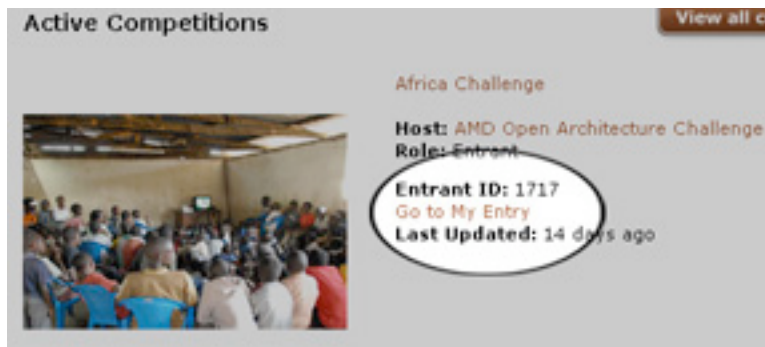 Active Competitions
View all c
Africa Challenge
Host: AMD Open Architecture Challenge
Role: Entrant
Entrant ID: 1717
Go to My Entry
Last Updated: 14 days ago